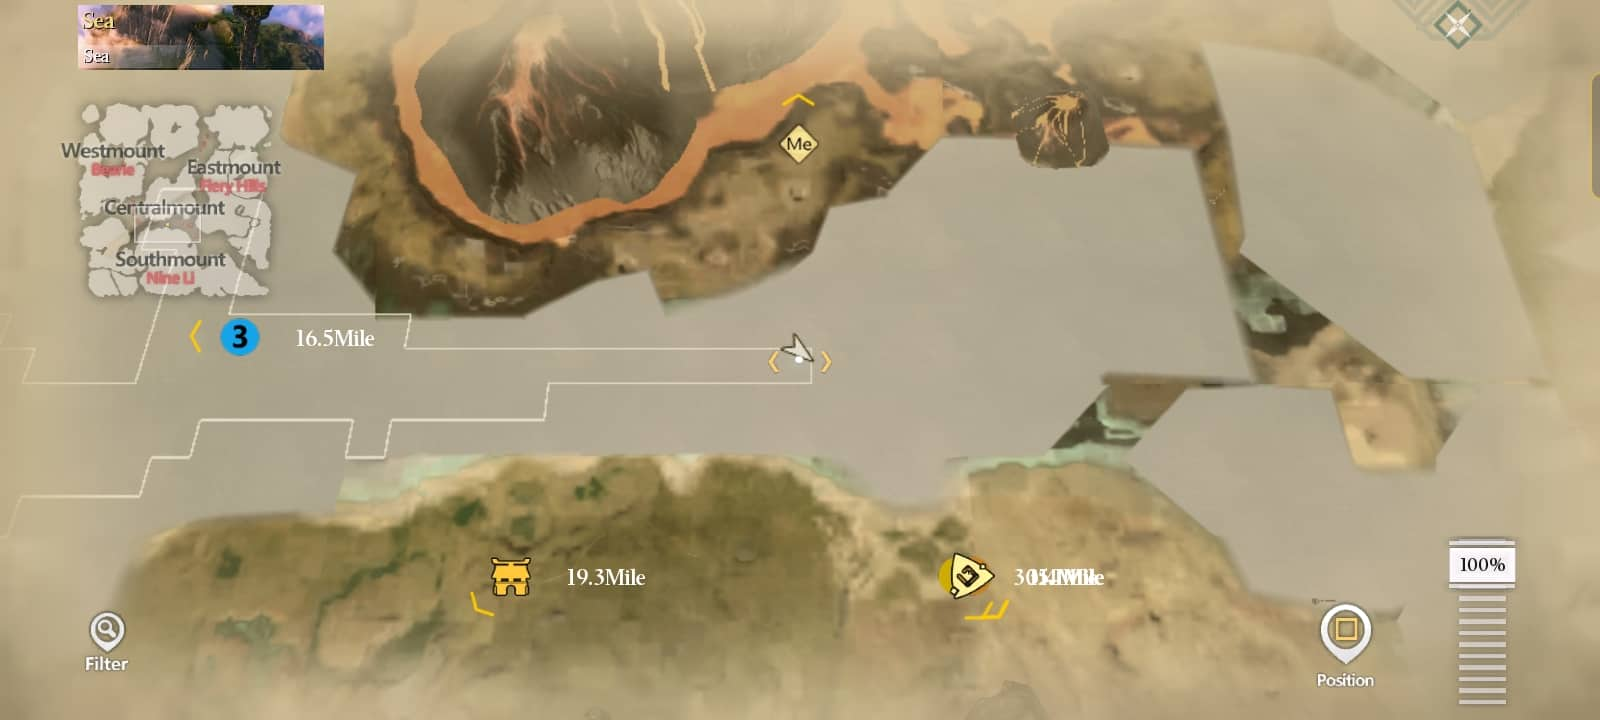 Sea
Sea
Westmount
Bearie
Eastmount
Fiery Hills
Centralmount
Southmount
Nine Li
Me
3
16.5Mile
19.3Mile
100%
Filter
Position